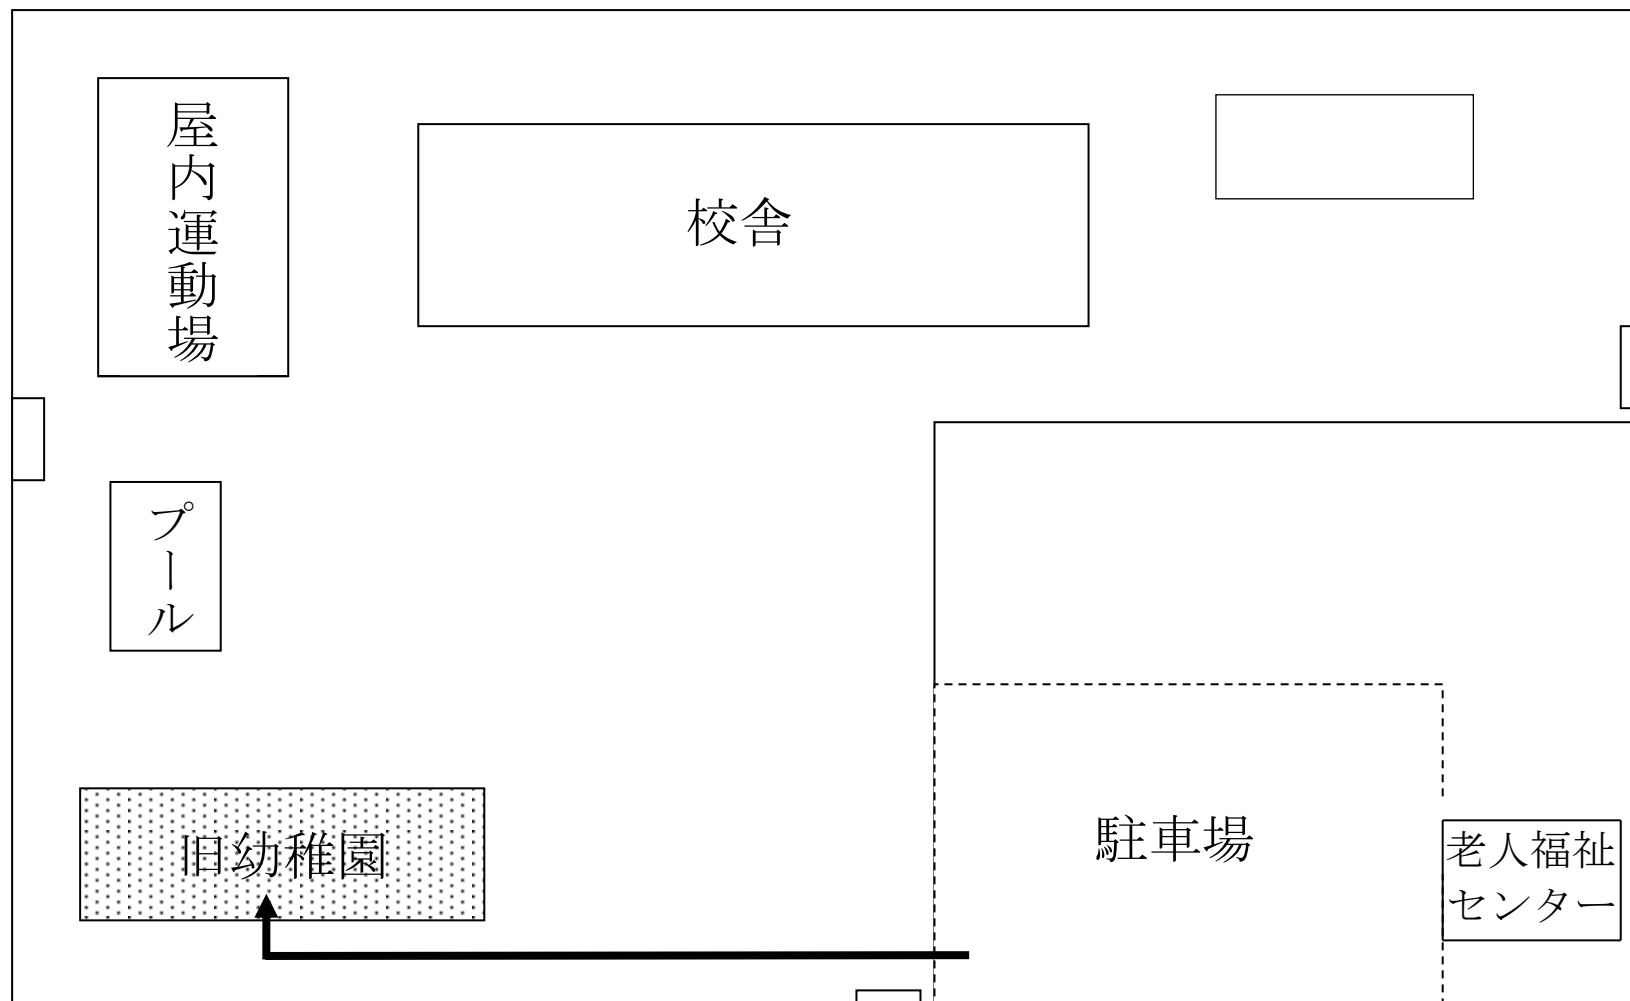 屋内運動場
校舎
プール
旧幼稚園
駐車場
老人福祉
センター